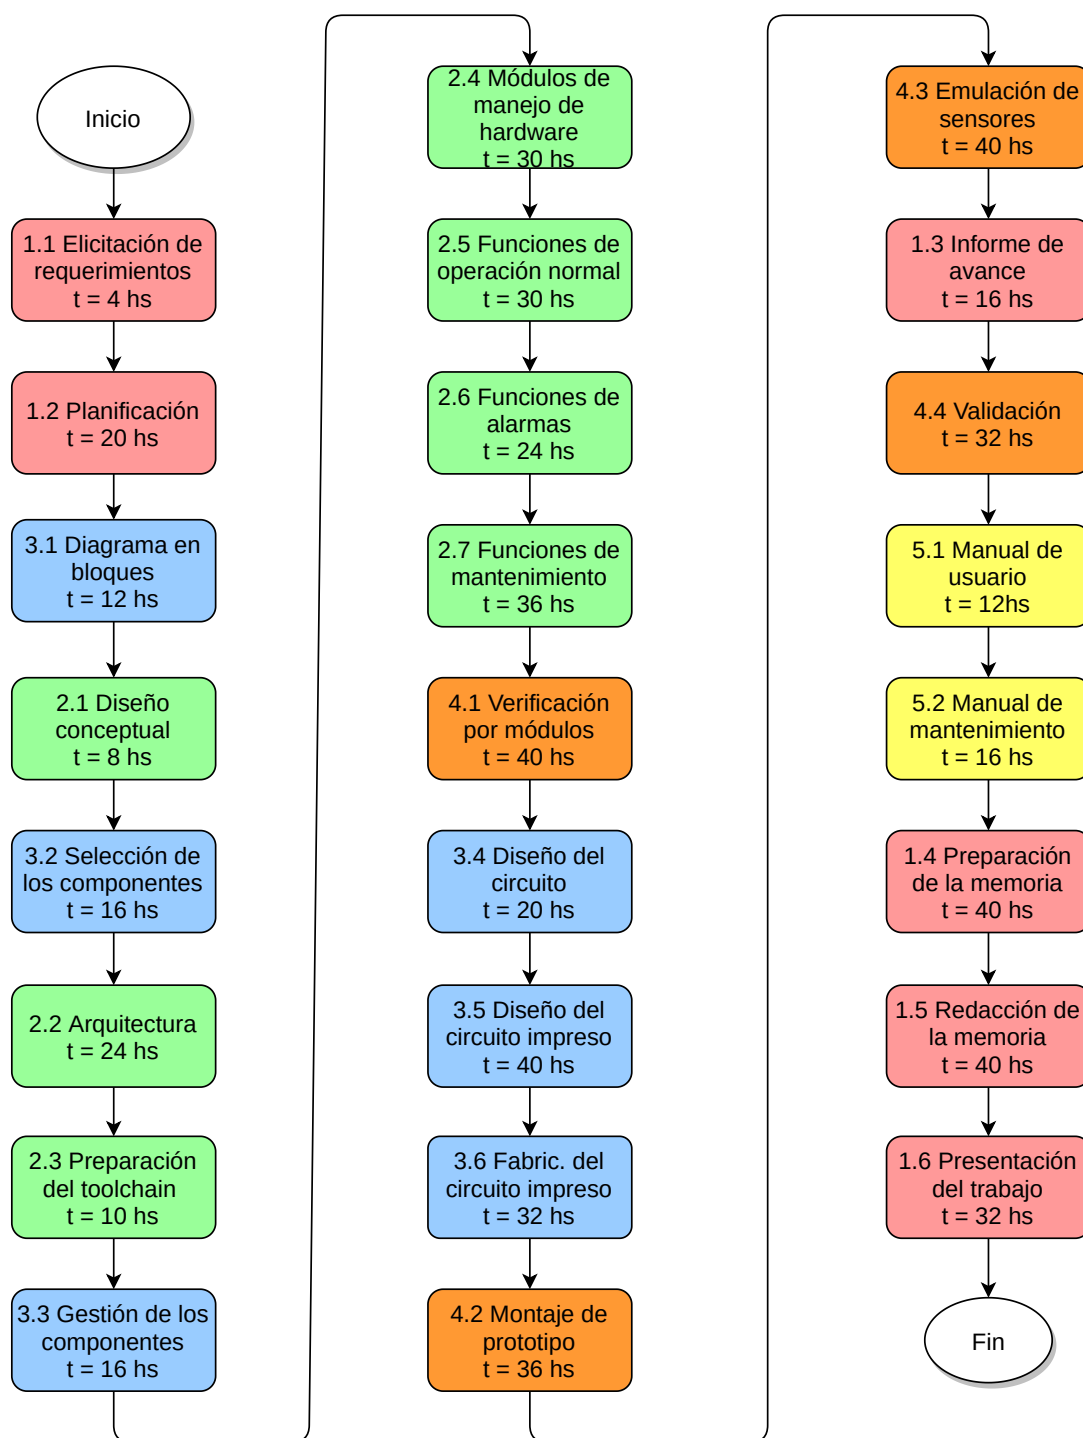 Inicio
1.1 Elicitación de
requerimientos
t = 4 hs
1.2 Planificación
t = 20 hs
3.1 Diagrama en
bloques
t = 12 hs
2.1 Diseño
conceptual
t = 8 hs
3.2 Selección de
los componentes
t = 16 hs
2.2 Arquitectura
t = 24 hs
2.3 Preparación
del toolchain
t = 10 hs
3.3 Gestión de los
componentes
t = 16 hs
2.4 Módulos de
manejo de
hardware
t = 30 hs
2.5 Funciones de
operación normal
t = 30 hs
2.6 Funciones de
alarmas
t = 24 hs
2.7 Funciones de
mantenimiento
t = 36 hs
4.1 Verificación
por módulos
t = 40 hs
3.4 Diseño del
circuito
t = 20 hs
3.5 Diseño del
circuito impreso
t = 40 hs
3.6 Fabric. del
circuito impreso
t = 32 hs
4.2 Montaje de
prototipo
t = 36 hs
4.3 Emulación de
sensores
t = 40 hs
1.3 Informe de
avance
t = 16 hs
4.4 Validación
t = 32 hs
5.1 Manual de
usuario
t = 12hs
5.2 Manual de
mantenimiento
t = 16 hs
1.4 Preparación
de la memoria
t = 40 hs
1.5 Redacción de
la memoria
t = 40 hs
1.6 Presentación
del trabajo
t = 32 hs
Fin